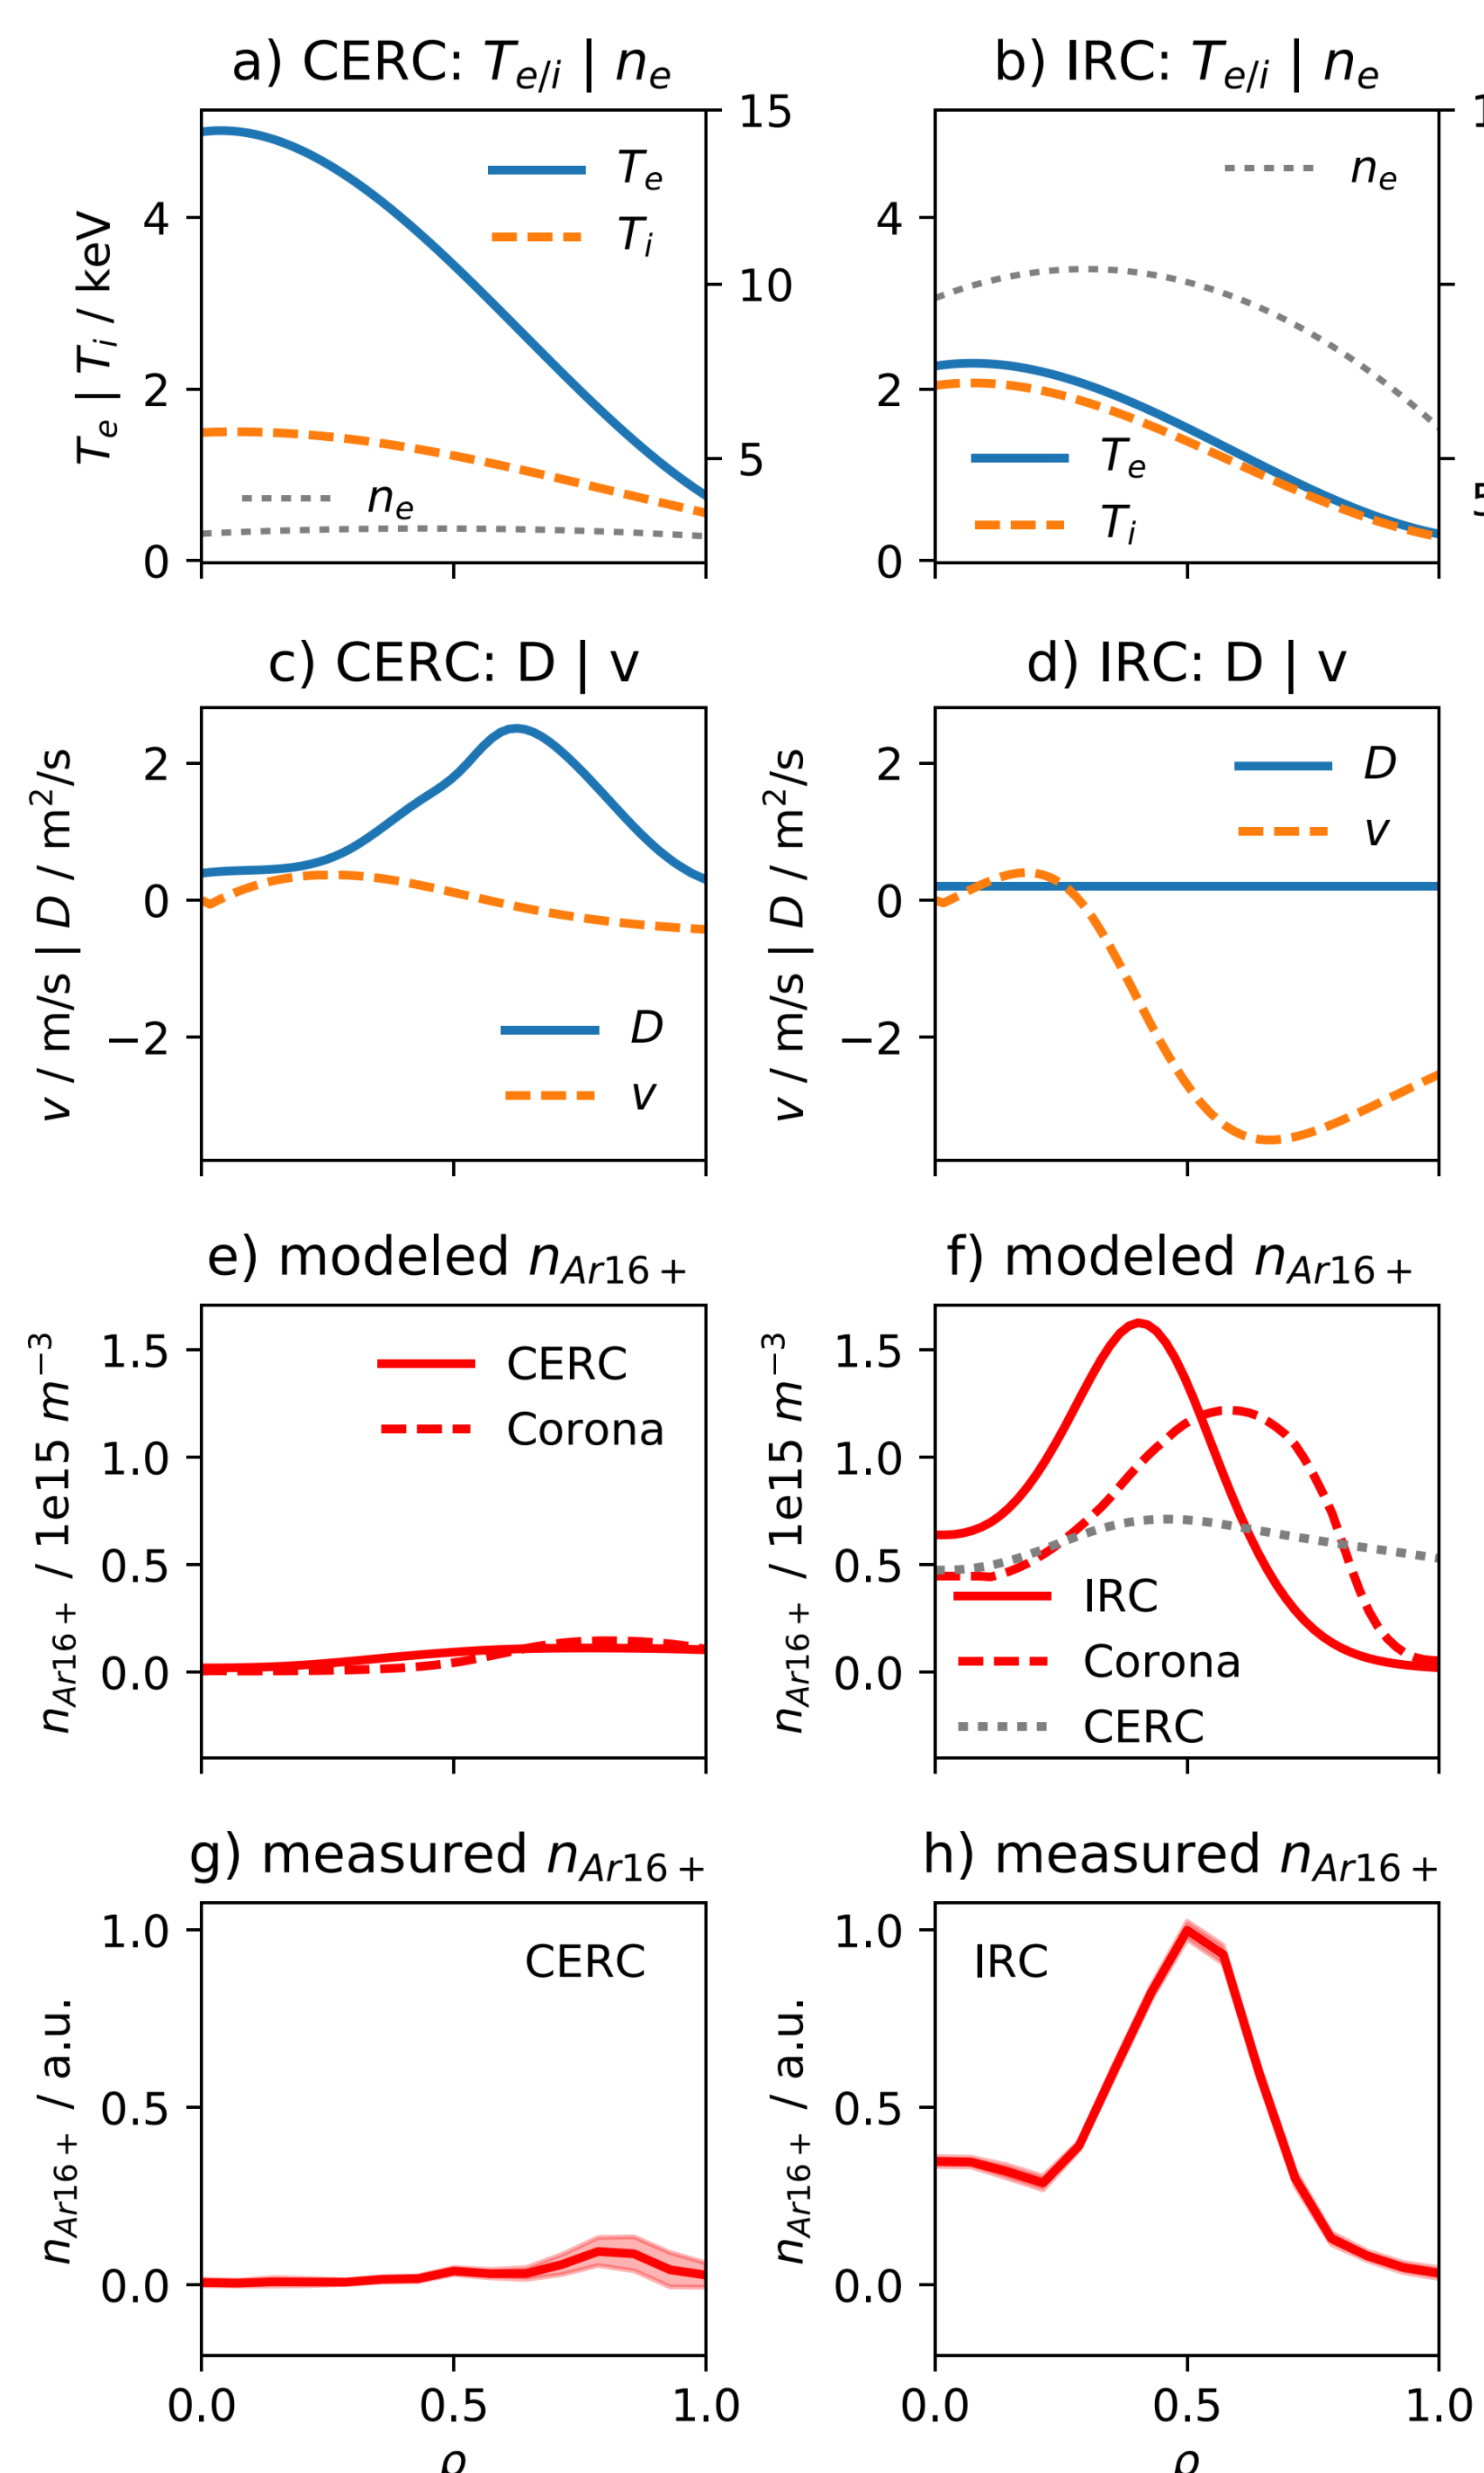 a) CERC: T_e/i | n_e
b) IRC: T_e/i | n_e
T_e | T_i / keV
4
2
0
15
10
5
T_e
T_i
n_e
4
2
0
n_e
T_e
T_i
5
c) CERC: D | v
d) IRC: D | v
v / m/s | D / m²/s
2
0
−2
D
v
v / m/s | D / m²/s
2
0
−2
D
v
e) modeled n_Ar16+
f) modeled n_Ar16+
n_Ar16+ / 1e15 m⁻³
1.5
1.0
0.5
0.0
CERC
Corona
n_Ar16+ / 1e15 m⁻³
1.5
1.0
0.5
0.0
IRC
Corona
CERC
g) measured n_Ar16+
h) measured n_Ar16+
n_Ar16+ / a.u.
1.0
0.5
0.0
CERC
n_Ar16+ / a.u.
1.0
0.5
0.0
IRC
0.0 0.5 1.0
0.0 0.5 1.0
ρ
ρ